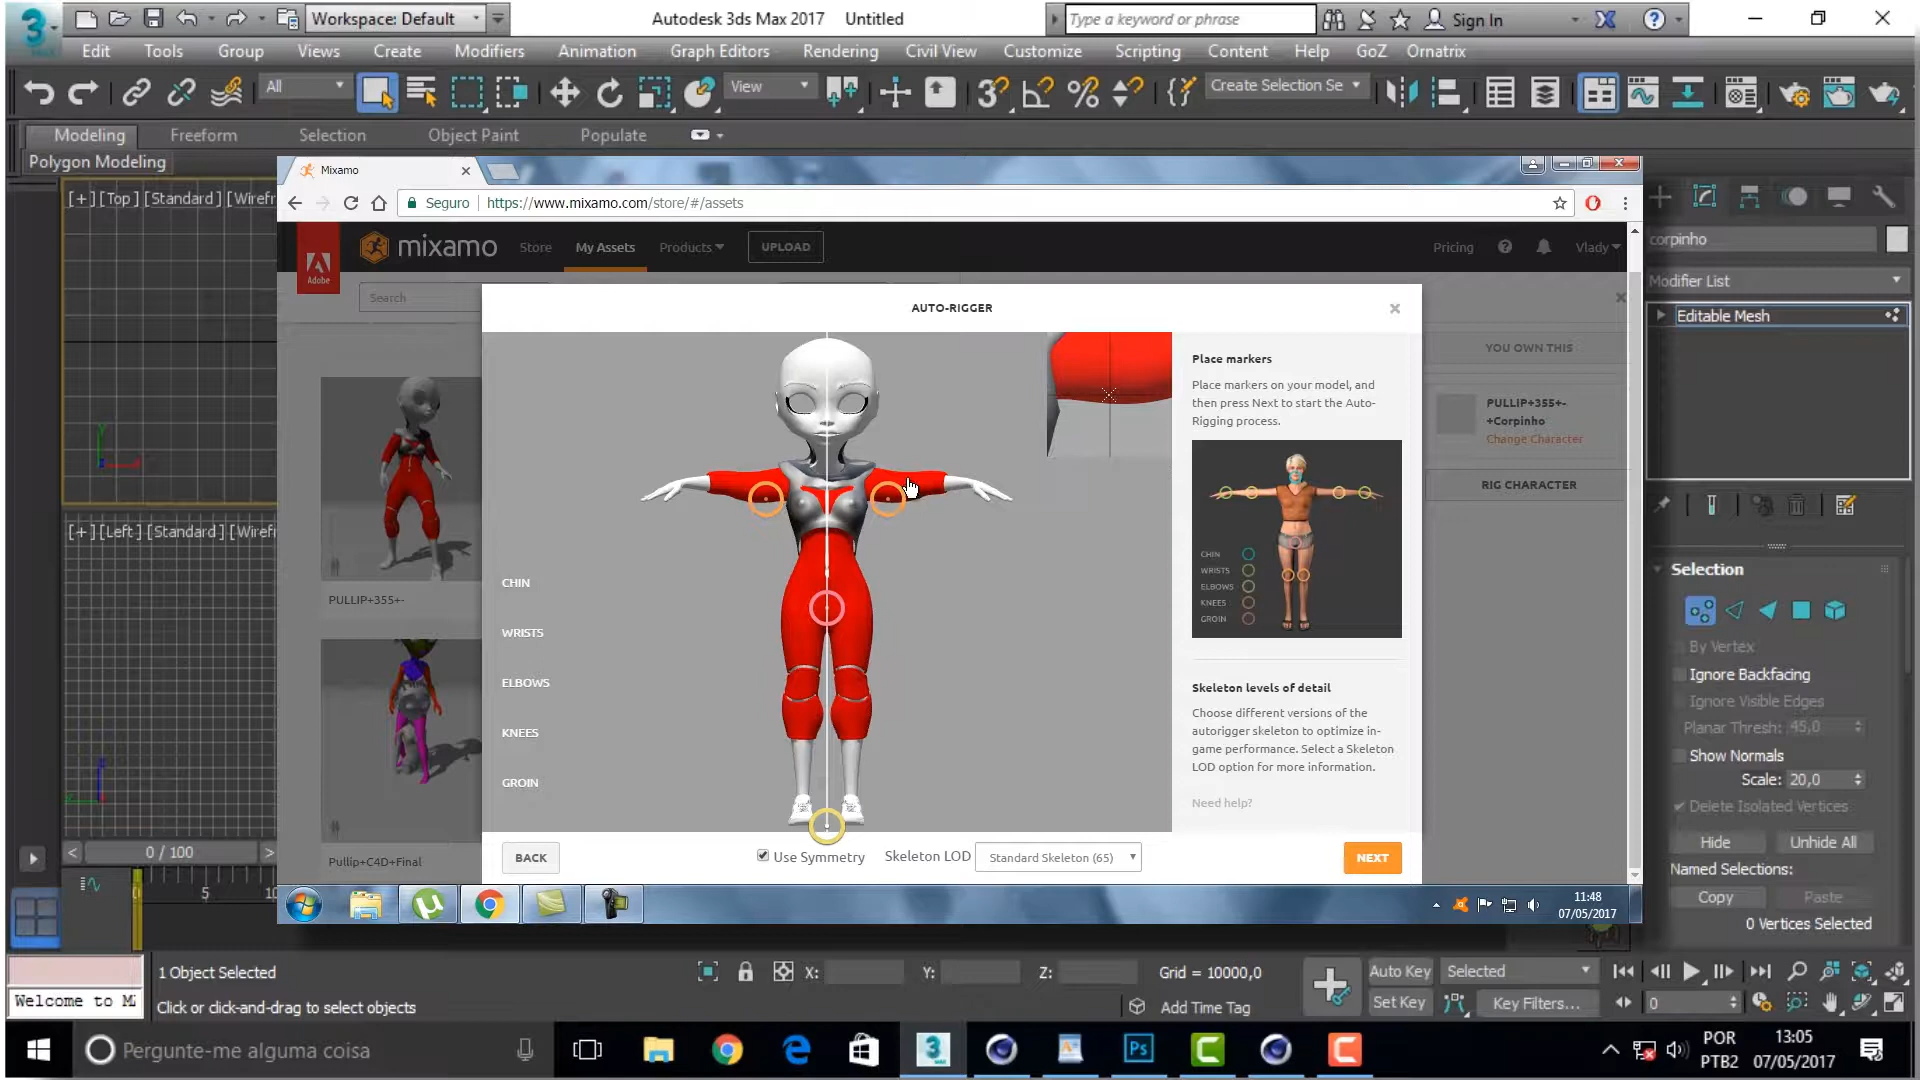 Workspace: Default
Autodesk 3ds Max 2017 Untitled
Type a keyword or phrase
Sign In
Edit Tools Group Views Create Modifiers Animation Graph Editors Rendering Civil View Customize Scripting Content Help GoZ Ornatrix
All
View
Create Selection Se
Modeling Freeform Selection Object Paint Populate
Polygon Modeling
Mixamo
[+] [Top] [Standard] [Wirefr
Seguro https://www.mixamo.com/store/#/assets
Adobe
mixamo Store My Assets Products UPLOAD
Pricing Vlady
corpinho
Search
AUTO-RIGGER
Modifier List
Editable Mesh
Place markers
Place markers on your model, and
then press Next to start the Auto-
Rigging process.
YOU OWN THIS
PULLIP+355+-
+Corpinho
Change Character
RIG CHARACTER
[+] [Left] [Standard] [Wirefr
CHIN
WRISTS
ELBOWS
KNEES
GROIN
CHIN
WRISTS
ELBOWS
KNEES
GROIN
PULLIP+355+-
Pullip+C4D+Final
Skeleton levels of detail
Choose different versions of the
autorigger skeleton to optimize in-
game performance. Select a Skeleton
LOD option for more information.
Need help?
BACK
Use Symmetry
Skeleton LOD
Standard Skeleton (65)
NEXT
Selection
By Vertex
Ignore Backfacing
Ignore Visible Edges
Planar Thresh: 45,0
Show Normals
Scale: 20,0
Delete Isolated Vertices
Hide Unhide All
Named Selections:
Copy Paste
0 Vertices Selected
< 0 / 100 >
5
11:48
07/05/2017
1 Object Selected
X: Y: Z: Grid = 10000,0
Auto Key Selected
Welcome to MA
Click or click-and-drag to select objects
Add Time Tag
Set Key Key Filters...
0
Pergunte-me alguma coisa
POR
PTB2
13:05
07/05/2017